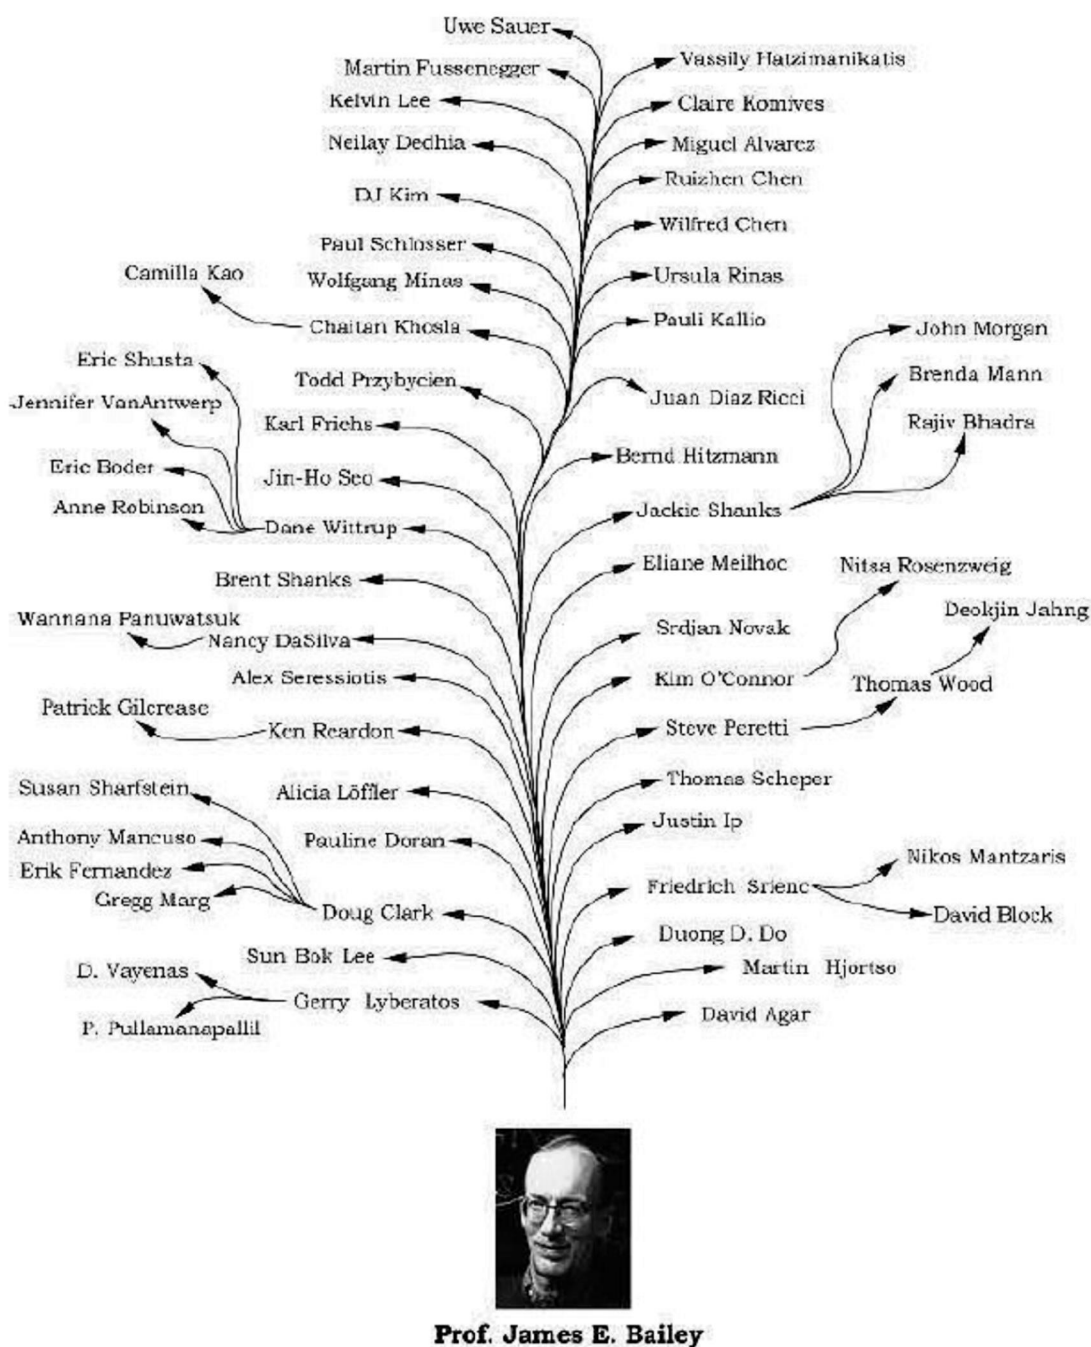 Uwe Sauer
Vassily Hatzimanikatis
Martin Fussenegger
Kelvin Lee
Claire Komives
Neilay Dedhia
Miguel Alvarez
Ruizhen Chen
DJ Kim
Wilfred Chen
Paul Schlosser
Camilla Kao
Wolfgang Minas
Ursula Rinas
Chaitan Khosla
Pauli Kallio
John Morgan
Eric Shusta
Todd Przybycien
Brenda Mann
Jennifer VanAntwerp
Juan Diaz Ricci
Karl Friehs
Rajiv Bhadra
Eric Boder
Jin-Ho Seo
Bernd Hitzmann
Anne Robinson
Dane Wittrup
Jackie Shanks
Brent Shanks
Eliane Meilhoc
Nitsa Rosenzweig
Wannana Panuwatsuk
Nancy DaSilva
Srdjan Novak
Deokjin Jahng
Alex Seressiotis
Kim O'Connor
Thomas Wood
Patrick Gilcrease
Ken Reardon
Steve Peretti
Susan Sharfstein
Alicia Löffler
Thomas Scheper
Anthony Mancuso
Pauline Doran
Justin Ip
Erik Fernandez
Nikos Mantzaris
Gregg Marg
Doug Clark
Friedrich Srienc
David Block
Sun Bok Lee
Duong D. Do
D. Vayenas
Martin Hjortso
Gerry Lyberatos
David Agar
P. Pullamanapallil
Prof. James E. Bailey